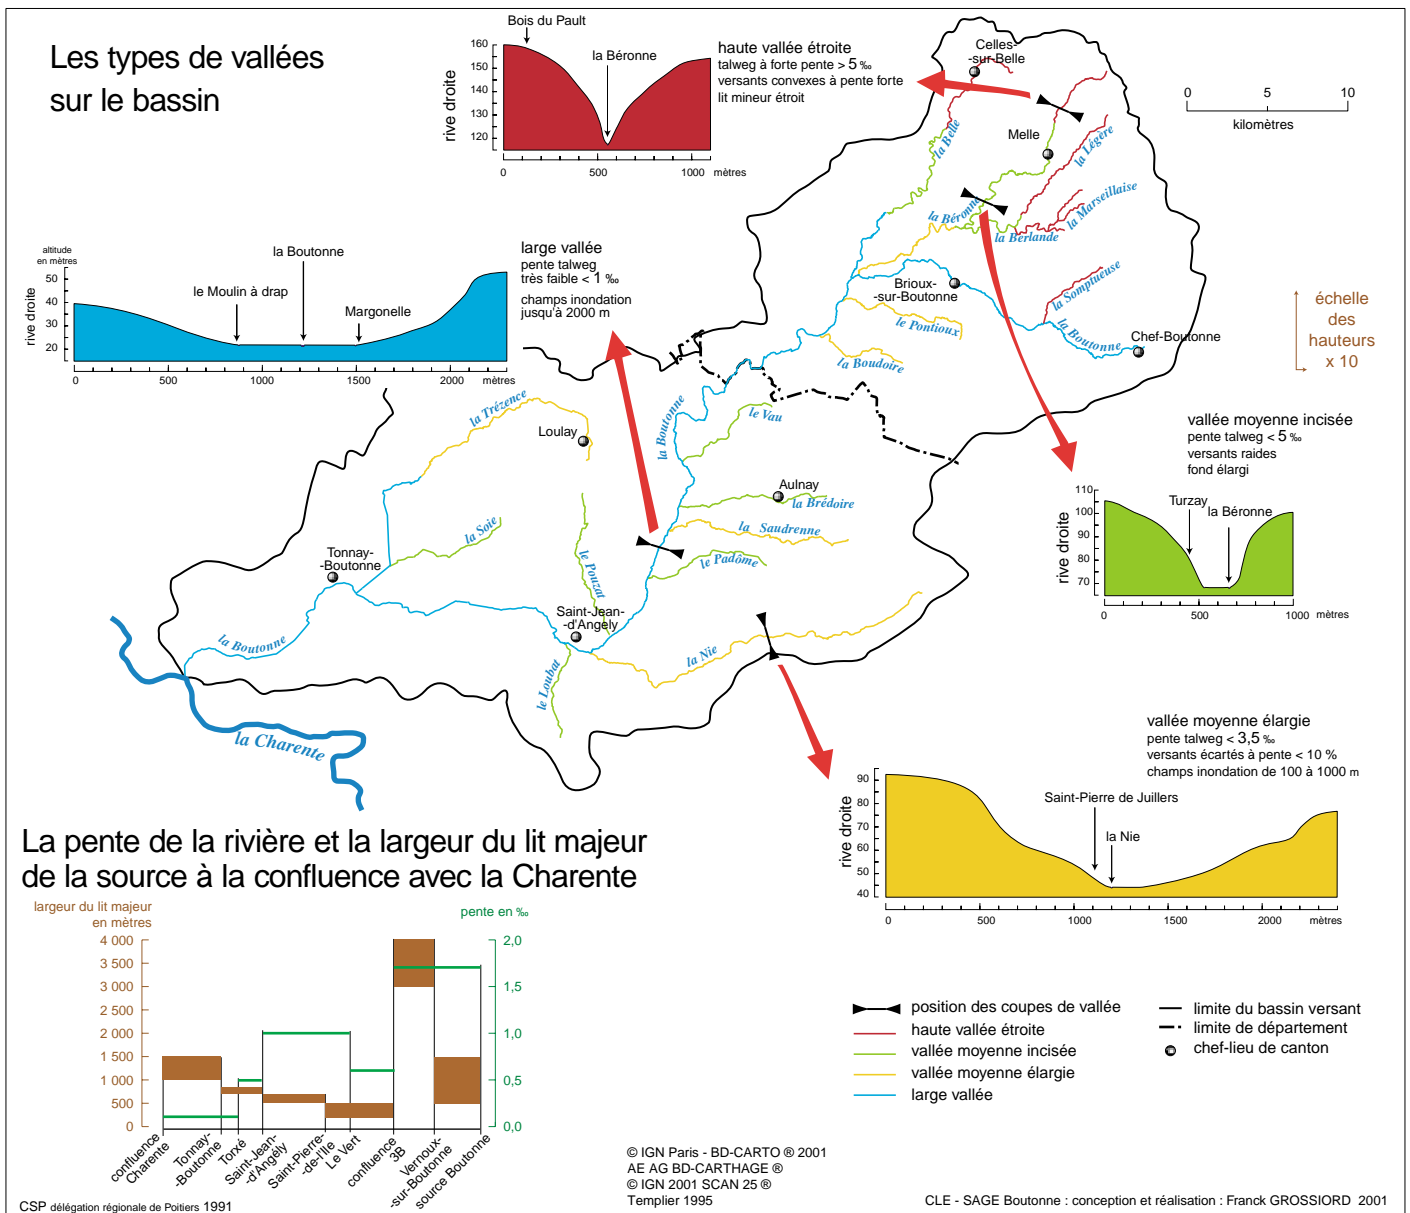 Les types de vallées
sur le bassin
Bois du Pault
la Béronne
rive droite
160
150
140
130
120
0
500
1000
mètres
haute vallée étroite
talweg à forte pente > 5 ‰
versants convexes à pente forte
lit mineur étroit
Celles-
-sur-Belle
Melle
la Belle
la Légère
la Marseillaise
la Béronne
la Berlande
la Somptueuse
Brioux-
-sur-Boutonne
la Boutonne
Chef-Boutonne
le Pontioux
la Boudoire
0
5
10
kilomètres
échelle
des
hauteurs
x 10
altitude
en mètres
rive droite
50
40
30
20
le Moulin à drap
la Boutonne
Margonelle
0
500
1000
1500
2000
mètres
large vallée
pente talweg
très faible < 1 ‰
champs inondation
jusqu'à 2000 m
la Trézence
Loulay
la Boutonne
le Vau
Aulnay
la Brédoire
la Saudrenne
le Padôme
la Soie
le Pouzat
Tonnay-
-Boutonne
Saint-Jean-
-d'Angely
la Boutonne
la Nie
le Loubat
la Charente
vallée moyenne incisée
pente talweg < 5 ‰
versants raides
fond élargi
rive droite
110
100
90
80
70
Turzay
la Béronne
0
500
1000
mètres
vallée moyenne élargie
pente talweg < 3,5 ‰
versants écartés à pente < 10 %
champs inondation de 100 à 1000 m
rive droite
90
80
70
60
50
40
Saint-Pierre de Juillers
la Nie
0
500
1000
1500
2000
mètres
La pente de la rivière et la largeur du lit majeur
de la source à la confluence avec la Charente
largeur du lit majeur
en mètres
pente en ‰
4 000
3 500
3 000
2 500
2 000
1 500
1 000
500
0
2,0
1,5
1,0
0,5
0,0
confluence
Charente
Tonnay-
-Boutonne
Torxé
Saint-Jean-
-d'Angély
Saint-Pierre-
-de-l'Ile
Le Vert
confluence
3B
Vernoux-
-sur-Boutonne
source Boutonne
position des coupes de vallée
haute vallée étroite
vallée moyenne incisée
vallée moyenne élargie
large vallée
limite du bassin versant
limite de département
chef-lieu de canton
© IGN Paris - BD-CARTO ® 2001
AE AG BD-CARTHAGE ®
© IGN 2001 SCAN 25 ®
Templier 1995
CSP délégation régionale de Poitiers 1991
CLE - SAGE Boutonne : conception et réalisation : Franck GROSSIORD 2001